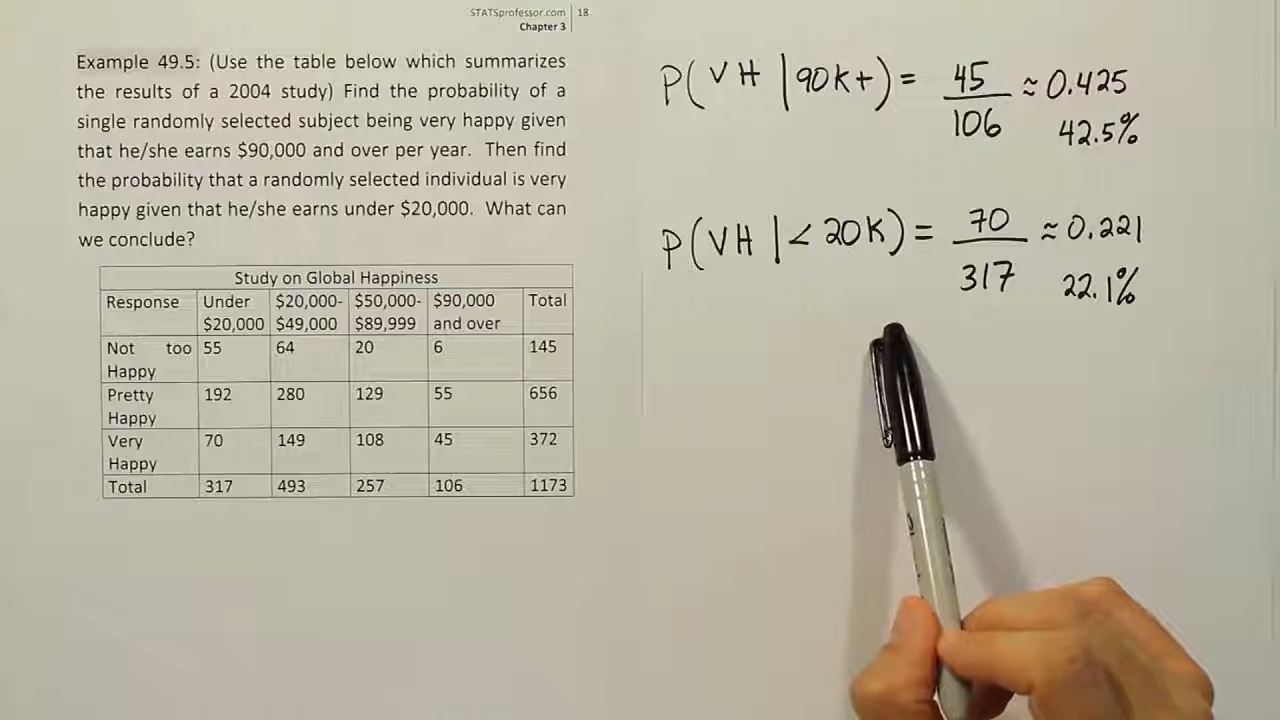 STATSprofessor.com 18
Chapter 3
Example 49.5: (Use the table below which summarizes
the results of a 2004 study) Find the probability of a
single randomly selected subject being very happy given
that he/she earns $90,000 and over per year. Then find
the probability that a randomly selected individual is very
happy given that he/she earns under $20,000. What can
we conclude?
Study on Global Happiness
Response Under $20,000- $50,000- $90,000 Total
$20,000 $49,000 $89,999 and over
Not too 55 64 20 6 145
Happy
Pretty 192 280 129 55 656
Happy
Very 70 149 108 45 372
Happy
Total 317 493 257 106 1173
P(VH | 90K+) = 45/106 ≈ 0.425
42.5%
P(VH | < 20K) = 70/317 ≈ 0.221
22.1%